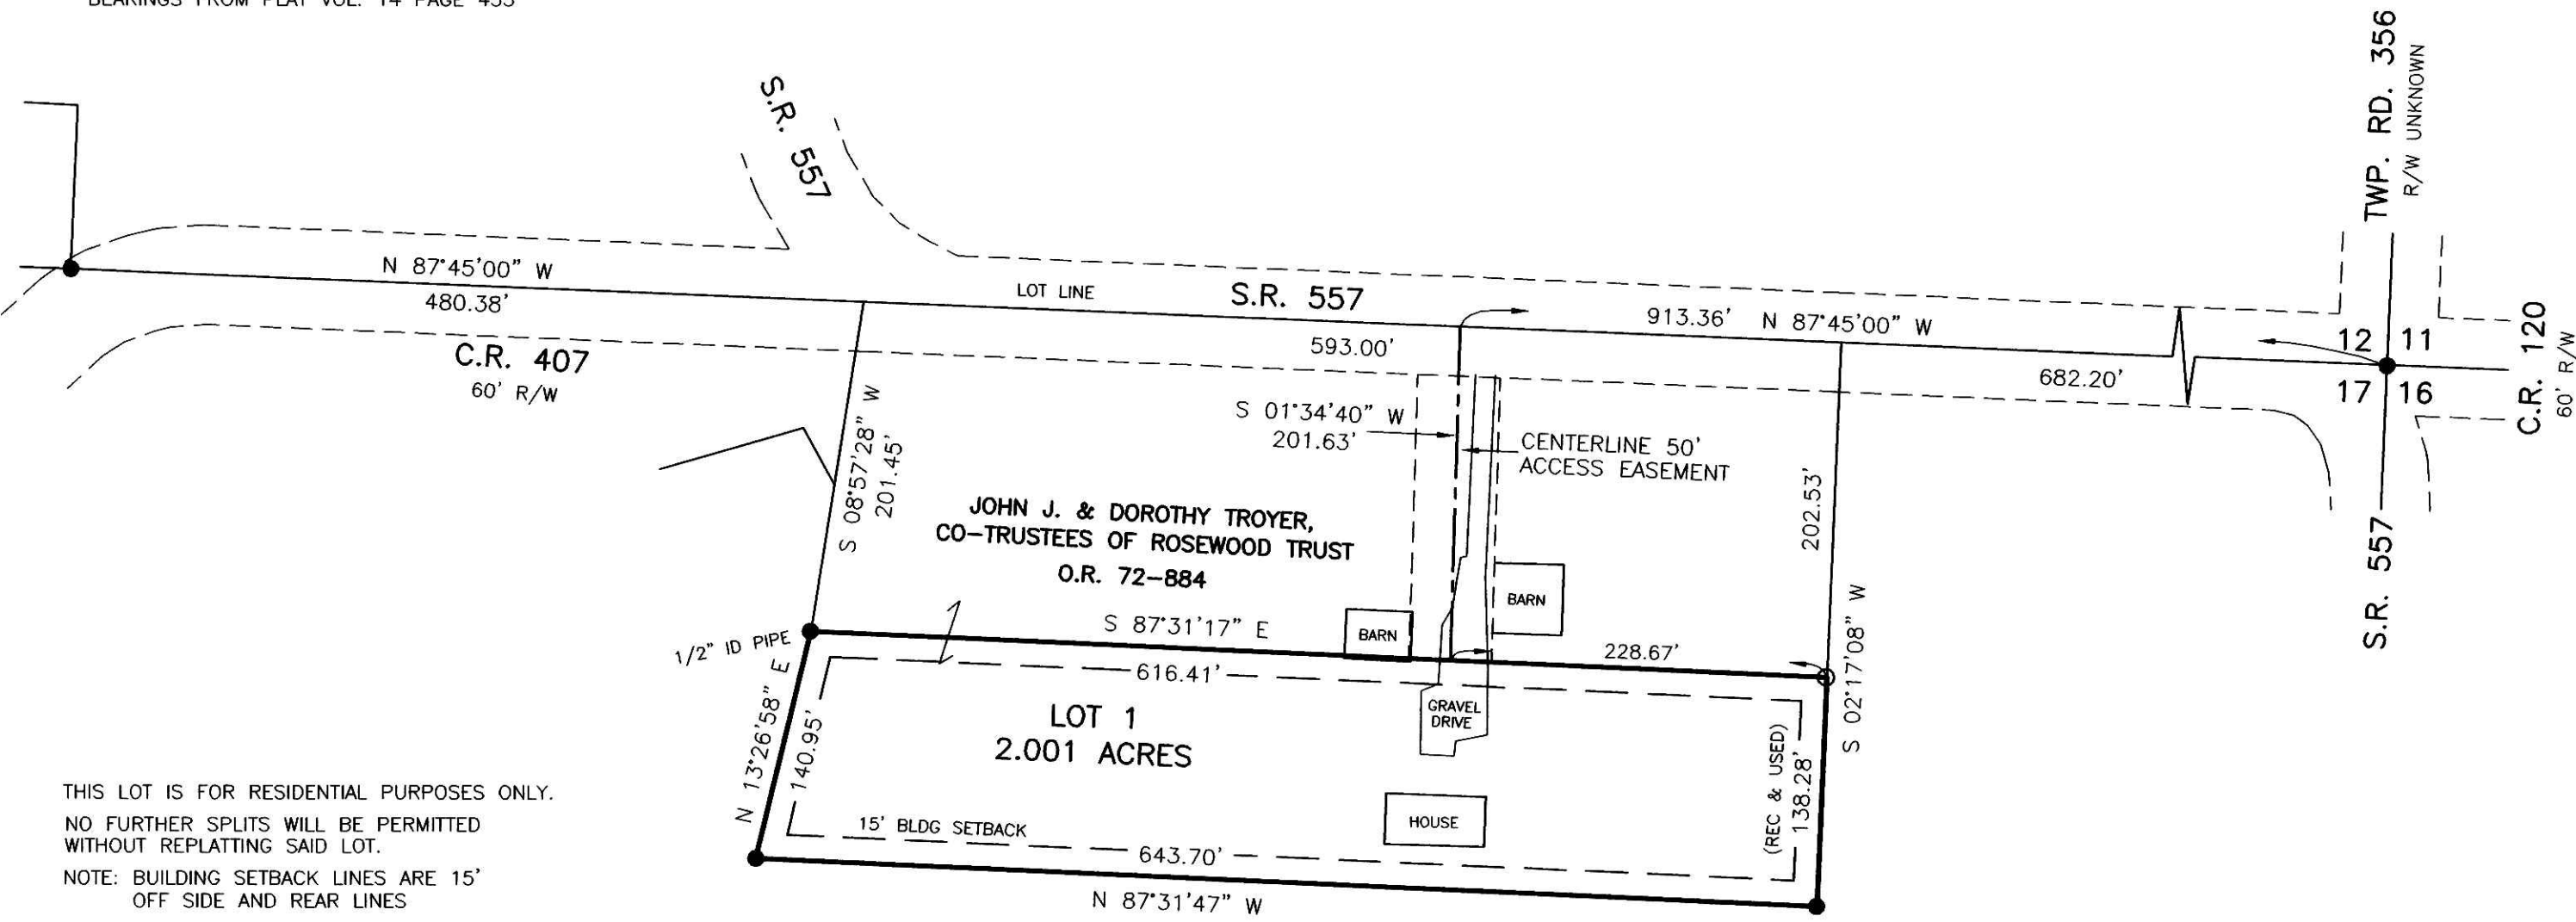 BEARINGS FROM PLAT VOL. 14 PAGE 453
S.R. 557
TWP. RD. 356
R/W UNKNOWN
N 87°45'00" W
480.38'
LOT LINE
S.R. 557
913.36' N 87°45'00" W
593.00'
682.20'
12 11
17 16
C.R. 120
60' R/W
C.R. 407
60' R/W
S 08°57'28" W
201.45'
S 01°34'40" W
201.63'
CENTERLINE 50'
ACCESS EASEMENT
202.53'
S.R. 557
JOHN J. & DOROTHY TROYER,
CO-TRUSTEES OF ROSEWOOD TRUST
O.R. 72-884
BARN
BARN
1/2" ID PIPE
S 87°31'17" E
228.67'
616.41'
S 02°17'08" W
N 13°26'58" E
140.95'
LOT 1
2.001 ACRES
GRAVEL
DRIVE
(REC & USED)
138.28'
15' BLDG SETBACK
HOUSE
643.70'
N 87°31'47" W
THIS LOT IS FOR RESIDENTIAL PURPOSES ONLY.
NO FURTHER SPLITS WILL BE PERMITTED
WITHOUT REPLATTING SAID LOT.
NOTE: BUILDING SETBACK LINES ARE 15'
OFF SIDE AND REAR LINES